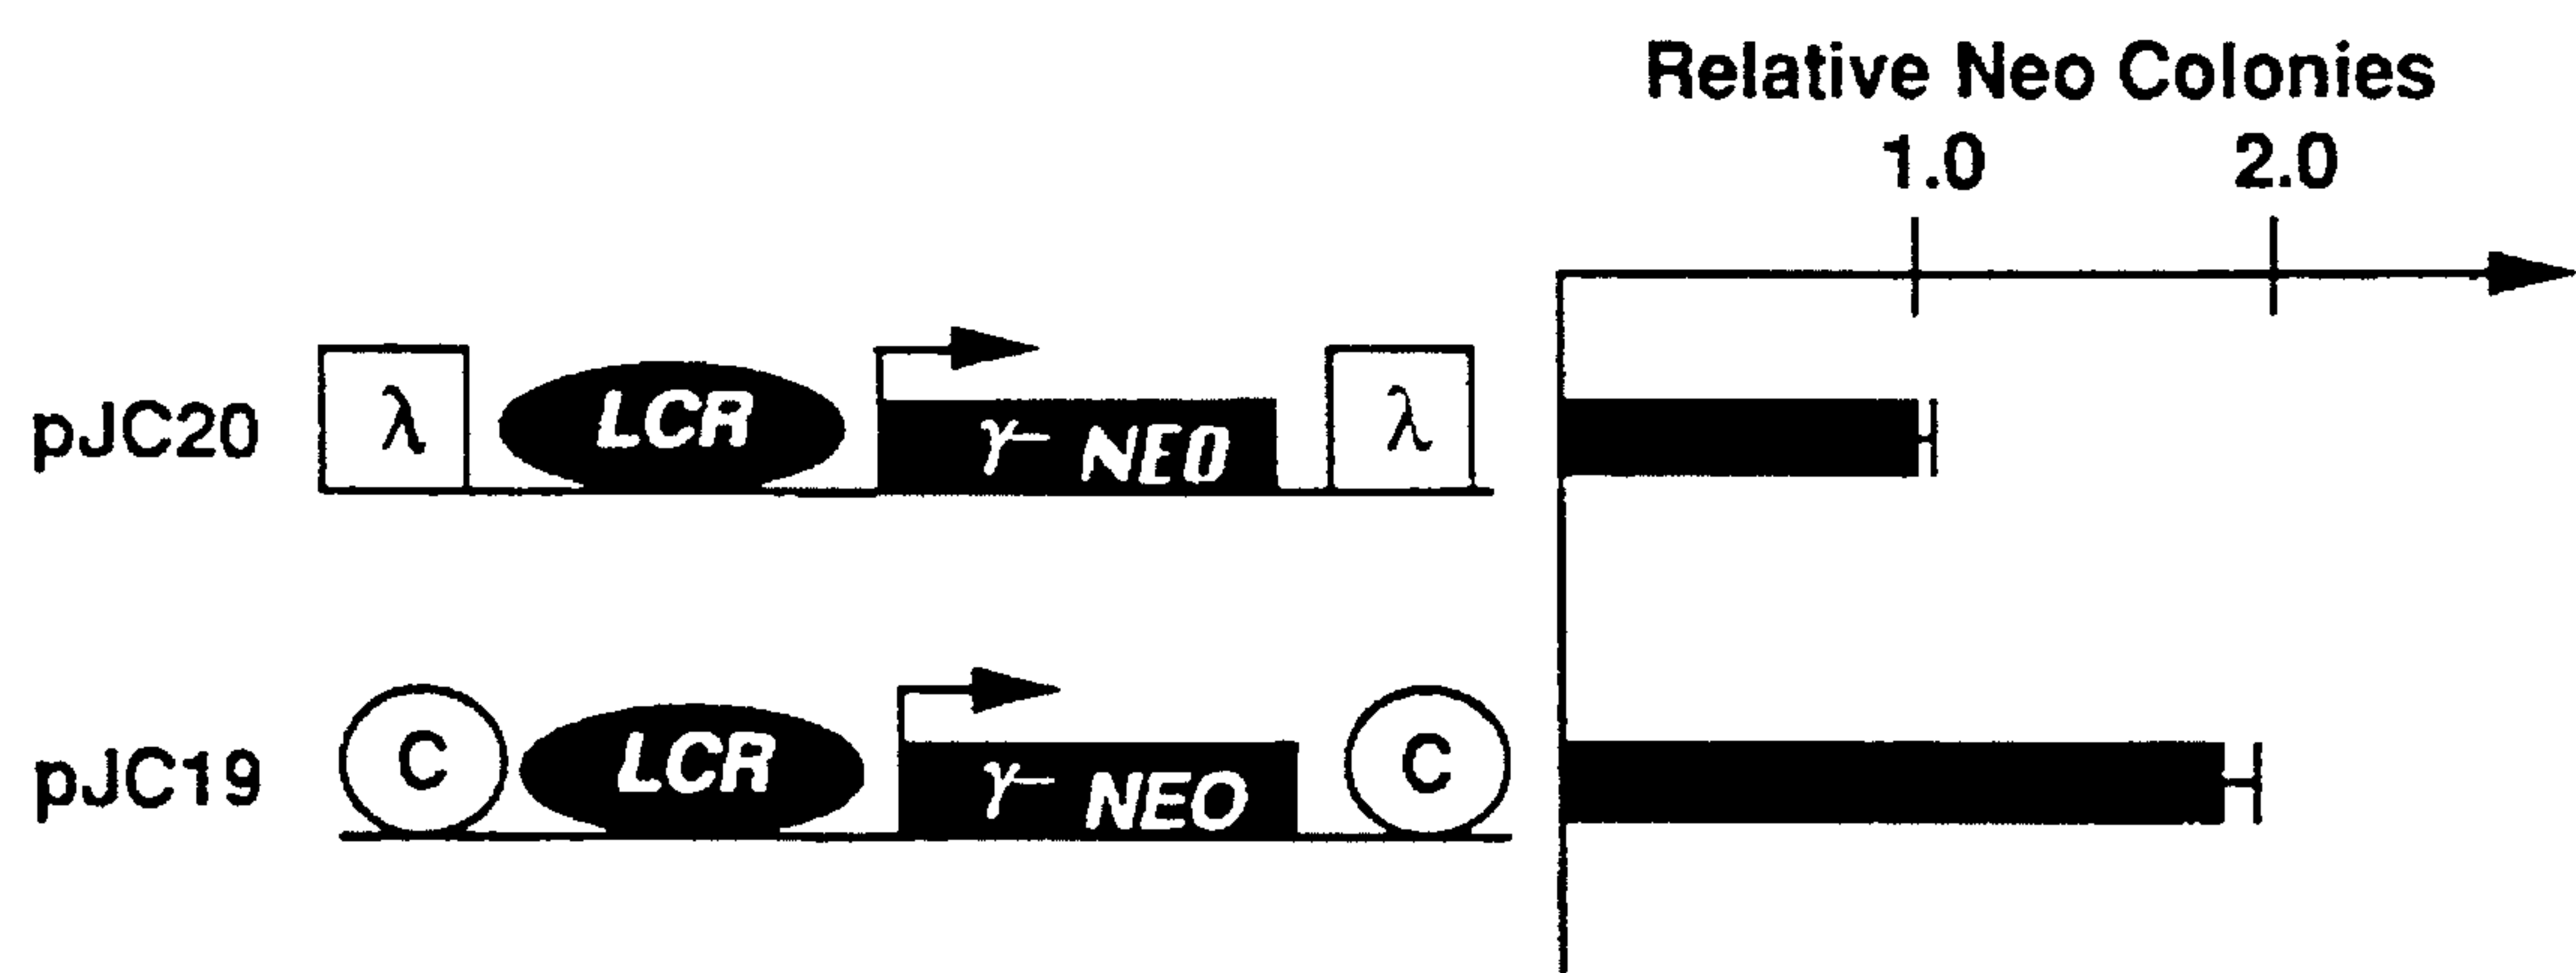 Relative Neo Colonies
1.0 2.0
pJC20 λ LCR γ- NEO λ
pJC19 C LCR γ- NEO C